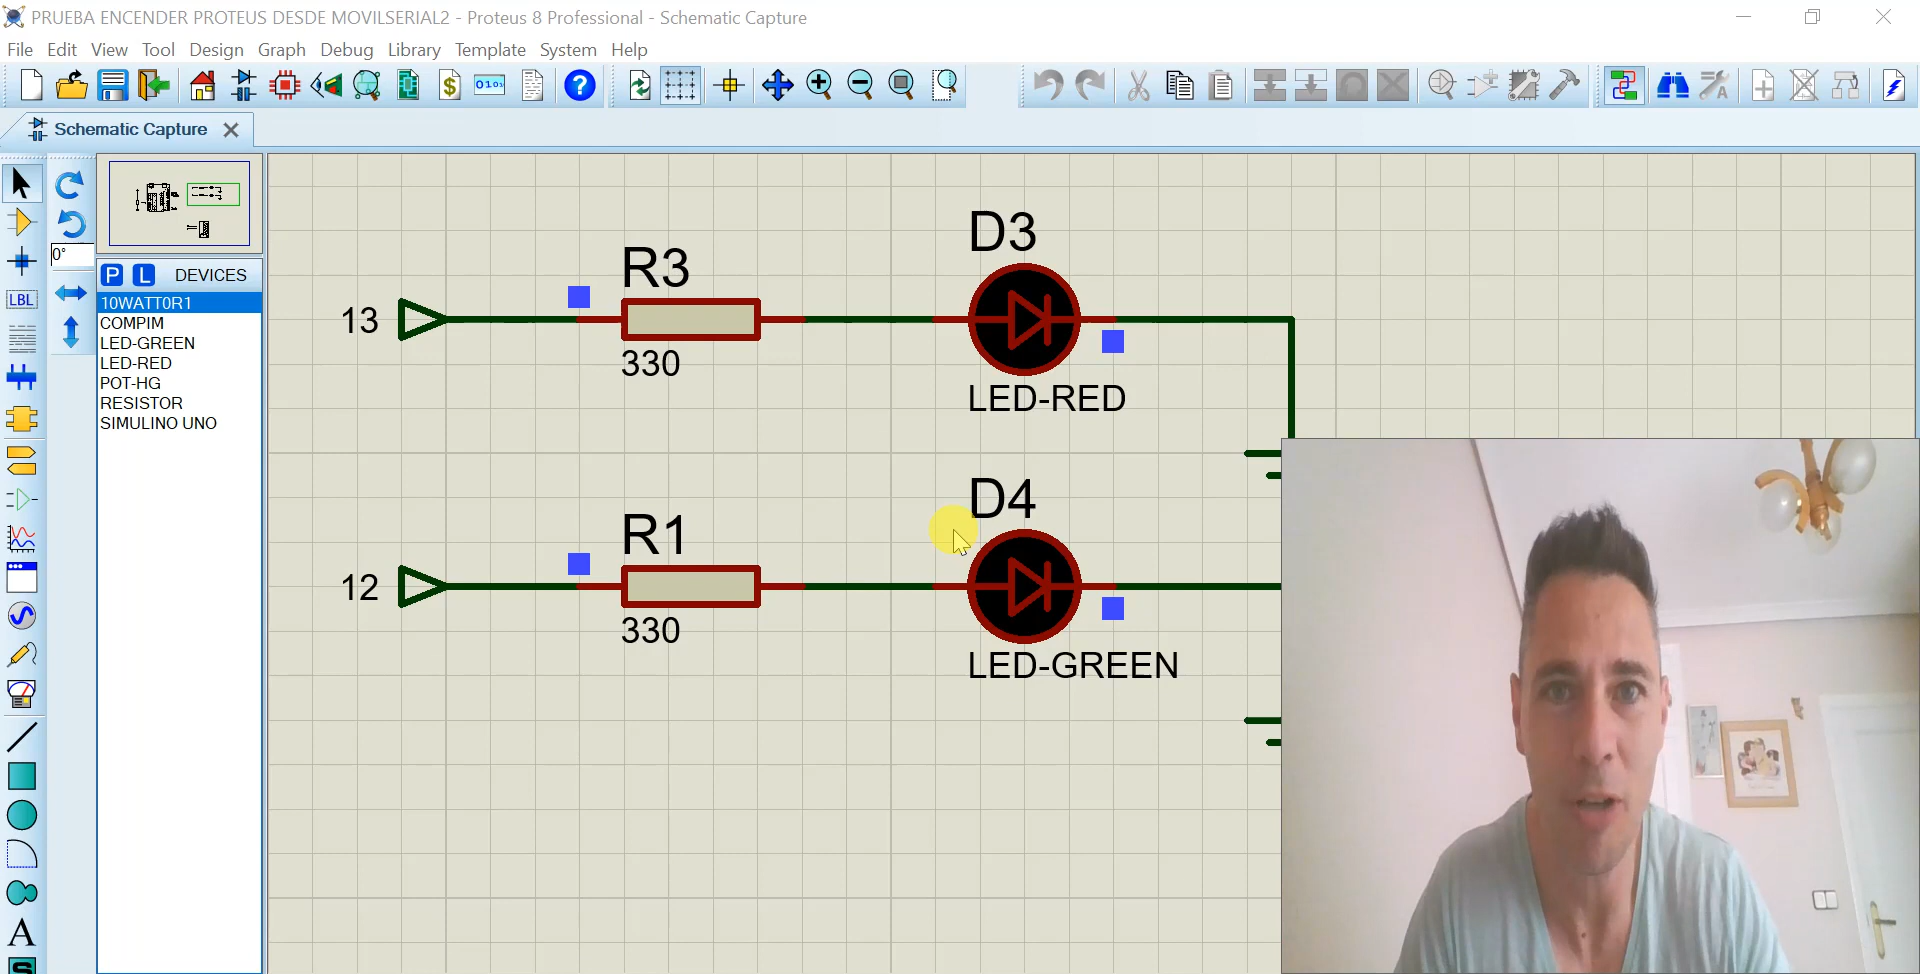 PRUEBA ENCENDER PROTEUS DESDE MOVILSERIAL2 - Proteus 8 Professional - Schematic Capture
File Edit View Tool Design Graph Debug Library Template System Help
$ 0101 ?
Schematic Capture
0°
P L DEVICES
10WATT0R1
COMPIM
LED-GREEN
LED-RED
POT-HG
RESISTOR
SIMULINO UNO
LBL
A
S
D3
R3
13
330
LED-RED
D4
R1
12
330
LED-GREEN